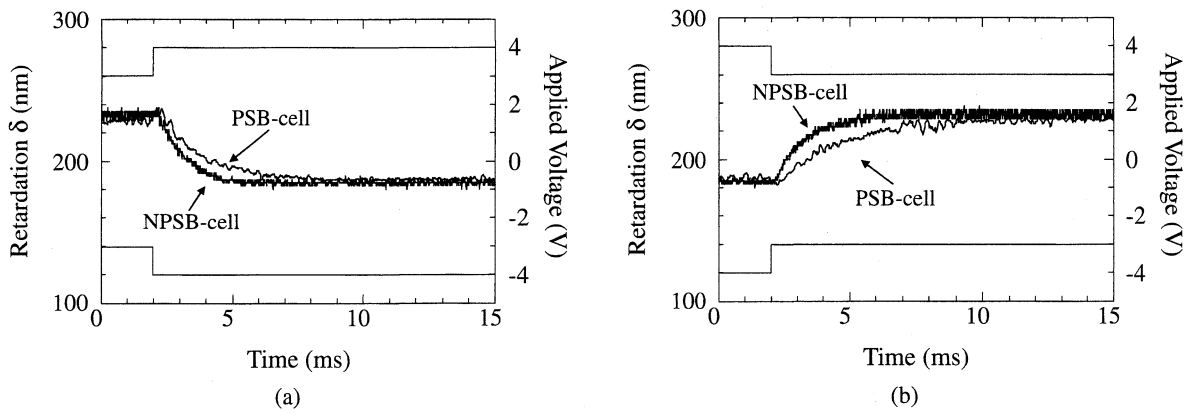 300
200
100
Retardation δ (nm)
4
2
0
-2
-4
Applied Voltage (V)
PSB-cell
NPSB-cell
0
5
10
15
Time (ms)
(a)
300
200
100
Retardation δ (nm)
4
2
0
-2
-4
Applied Voltage (V)
NPSB-cell
PSB-cell
0
5
10
15
Time (ms)
(b)